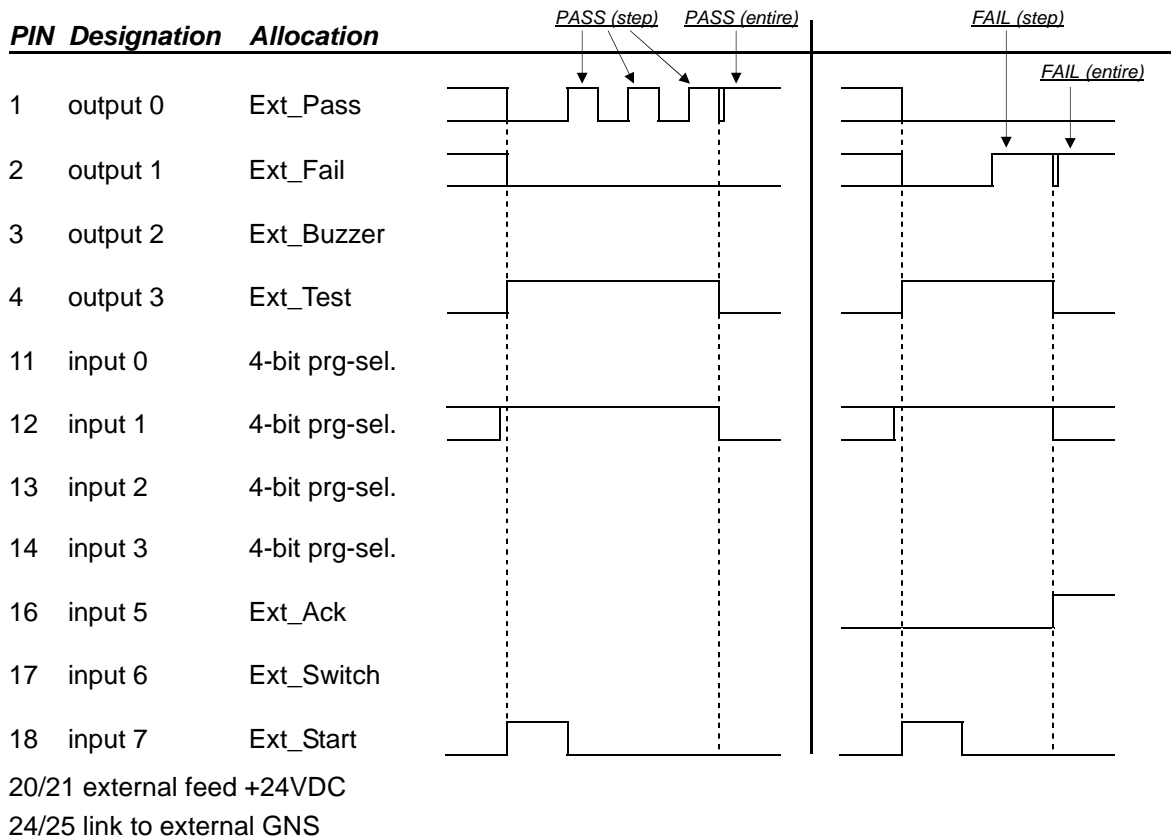 PASS (step) PASS (entire) FAIL (step)
PIN Designation Allocation
FAIL (entire)
1 output 0 Ext_Pass
2 output 1 Ext_Fail
3 output 2 Ext_Buzzer
4 output 3 Ext_Test
11 input 0 4-bit prg-sel.
12 input 1 4-bit prg-sel.
13 input 2 4-bit prg-sel.
14 input 3 4-bit prg-sel.
16 input 5 Ext_Ack
17 input 6 Ext_Switch
18 input 7 Ext_Start
20/21 external feed +24VDC
24/25 link to external GNS